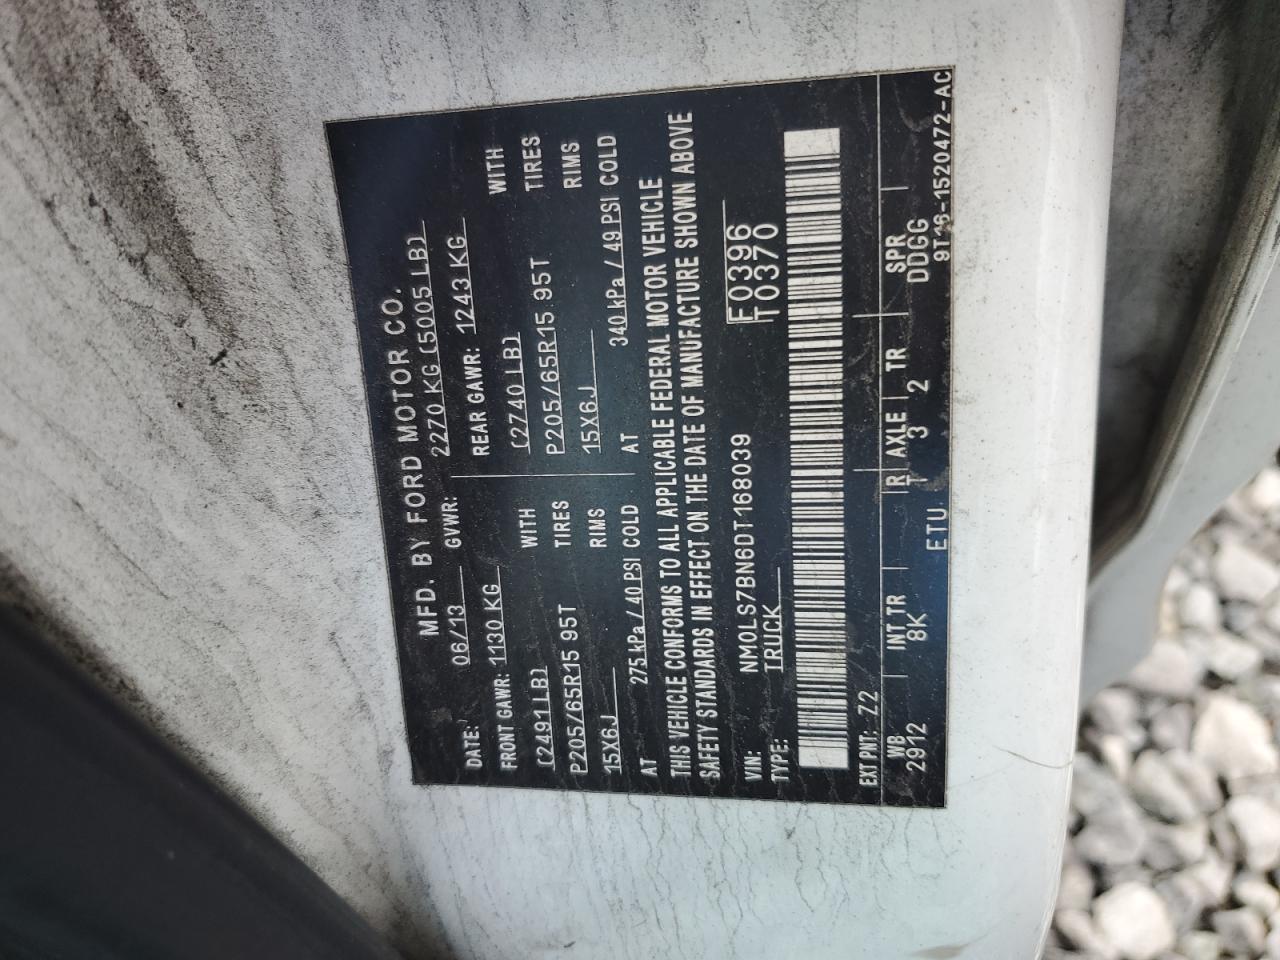 MFD. BY FORD MOTOR CO.
DATE: 06/13 GVWR: 2270 KG (5005 LB)
FRONT GAWR: 1130 KG REAR GAWR: 1243 KG
(2491 LB) WITH (2740 LB) WITH
P205/65R15 95T TIRES P205/65R15 95T TIRES
15X6J RIMS 15X6J RIMS
AT 275 kPa / 40 PSI COLD AT 340 kPa / 49 PSI COLD
THIS VEHICLE CONFORMS TO ALL APPLICABLE FEDERAL MOTOR VEHICLE
SAFETY STANDARDS IN EFFECT ON THE DATE OF MANUFACTURE SHOWN ABOVE
VIN: NM0LS7BN6DT168039 F0396
TYPE: TRUCK T0370
EXT PNT: Z2
WB INT TR R AXLE TR SPR
2912 8K T 3 2 DDGG
ETU 9T16-1520472-AC